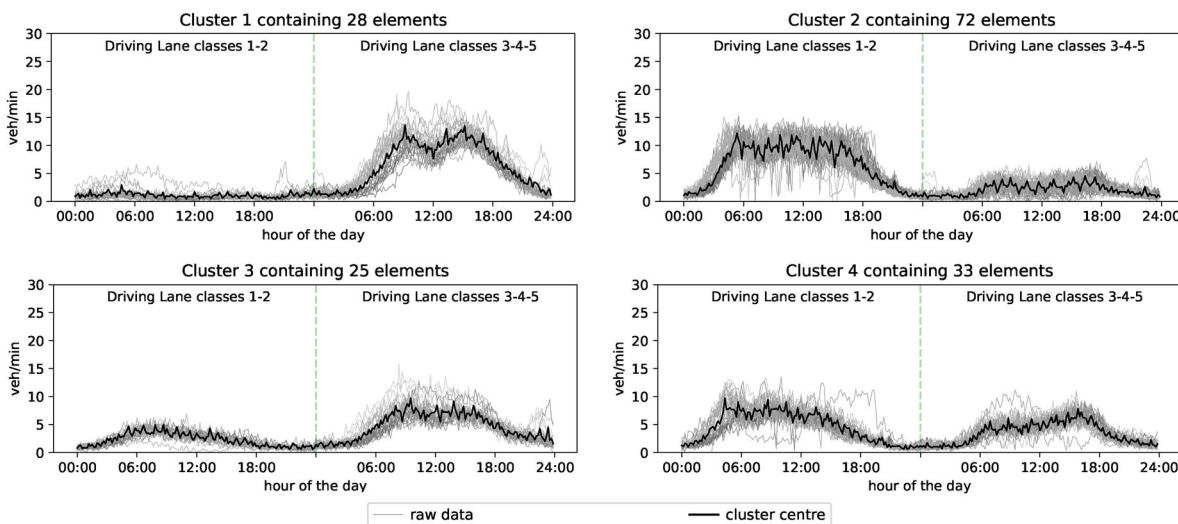 Cluster 1 containing 28 elements
Driving Lane classes 1-2
Driving Lane classes 3-4-5
30
25
20
15
10
5
0
veh/min
00:00
06:00
12:00
18:00
06:00
12:00
18:00
24:00
hour of the day
Cluster 2 containing 72 elements
Driving Lane classes 1-2
Driving Lane classes 3-4-5
30
25
20
15
10
5
0
veh/min
00:00
06:00
12:00
18:00
06:00
12:00
18:00
24:00
hour of the day
Cluster 3 containing 25 elements
Driving Lane classes 1-2
Driving Lane classes 3-4-5
30
25
20
15
10
5
0
veh/min
00:00
06:00
12:00
18:00
06:00
12:00
18:00
24:00
hour of the day
Cluster 4 containing 33 elements
Driving Lane classes 1-2
Driving Lane classes 3-4-5
30
25
20
15
10
5
0
veh/min
00:00
06:00
12:00
18:00
06:00
12:00
18:00
24:00
hour of the day
raw data
cluster centre